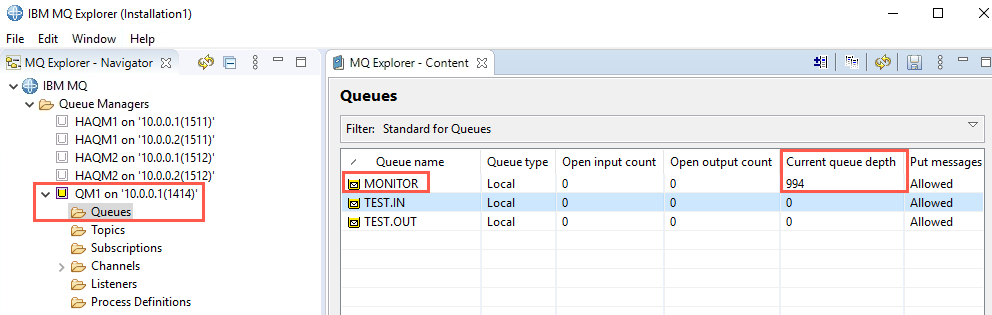 IBM MQ Explorer (Installation1)
File Edit Window Help
MQ Explorer - Navigator
IBM MQ
Queue Managers
HAQM1 on '10.0.0.1(1511)'
HAQM1 on '10.0.0.2(1511)'
HAQM2 on '10.0.0.1(1512)'
HAQM2 on '10.0.0.2(1512)'
QM1 on '10.0.0.1(1414)'
Queues
Topics
Subscriptions
Channels
Listeners
Process Definitions
MQ Explorer - Content
Queues
Filter: Standard for Queues
Queue name Queue type Open input count Open output count Current queue depth Put messages
MONITOR Local 0 0 994 Allowed
TEST.IN Local 0 0 0 Allowed
TEST.OUT Local 0 0 0 Allowed